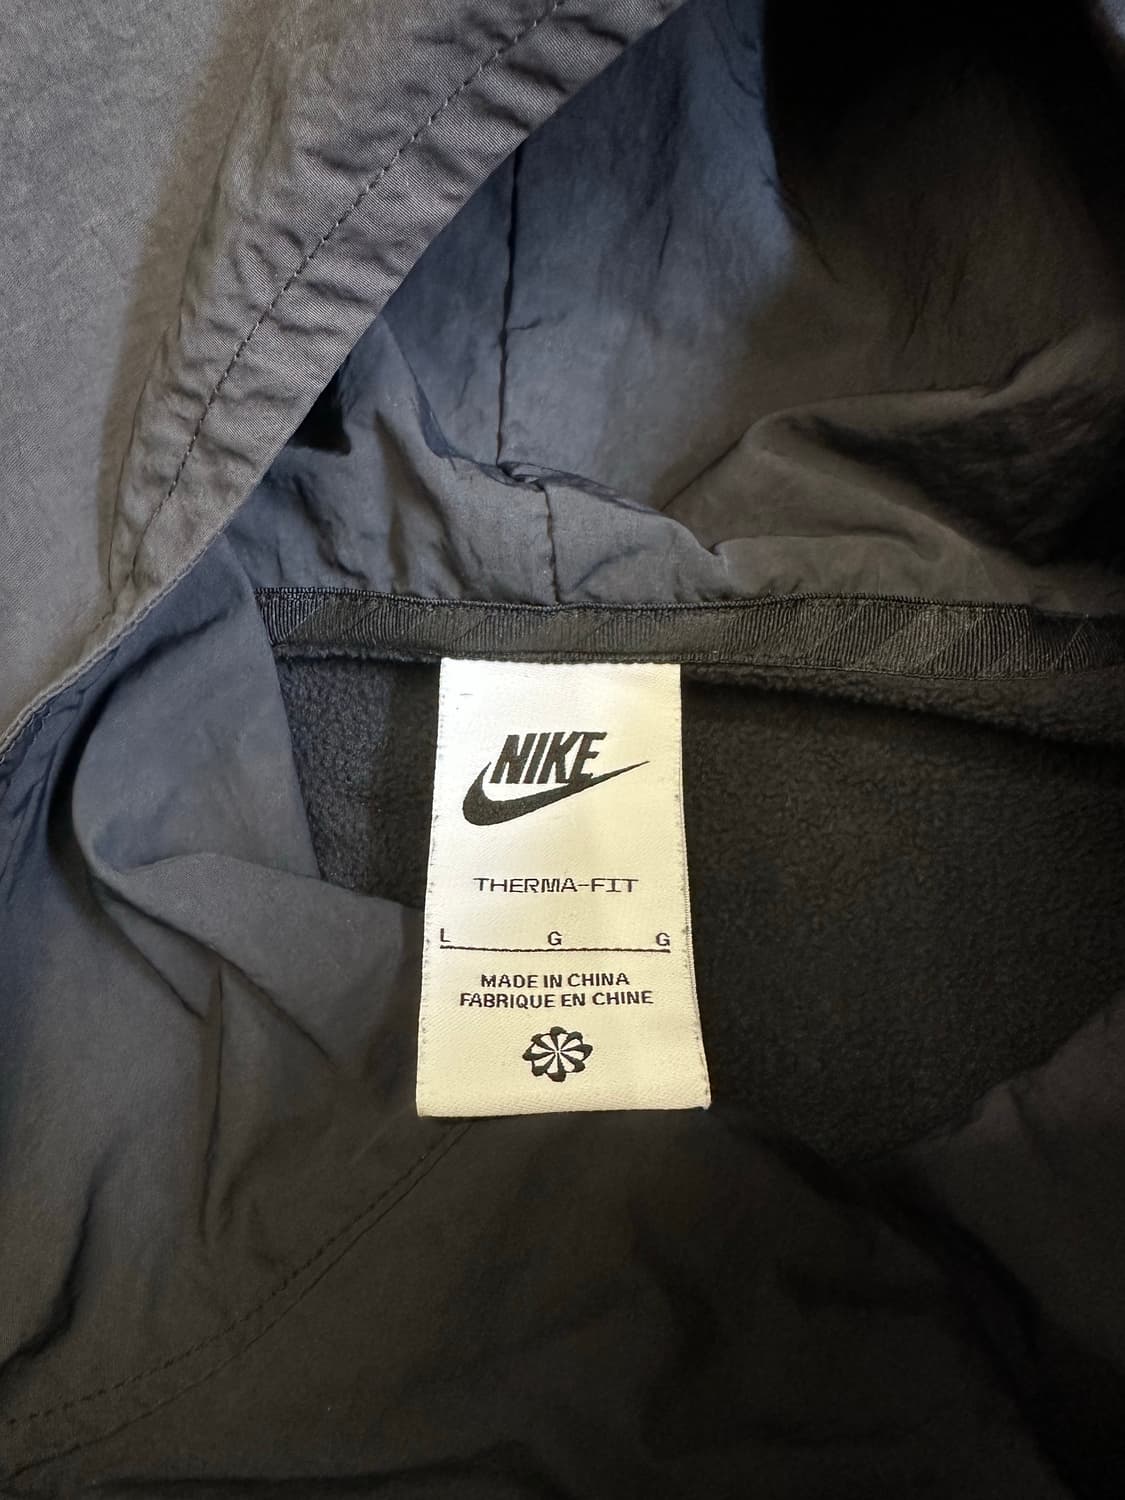 NIKE
THERMA-FIT
L G G
MADE IN CHINA
FABRIQUE EN CHINE